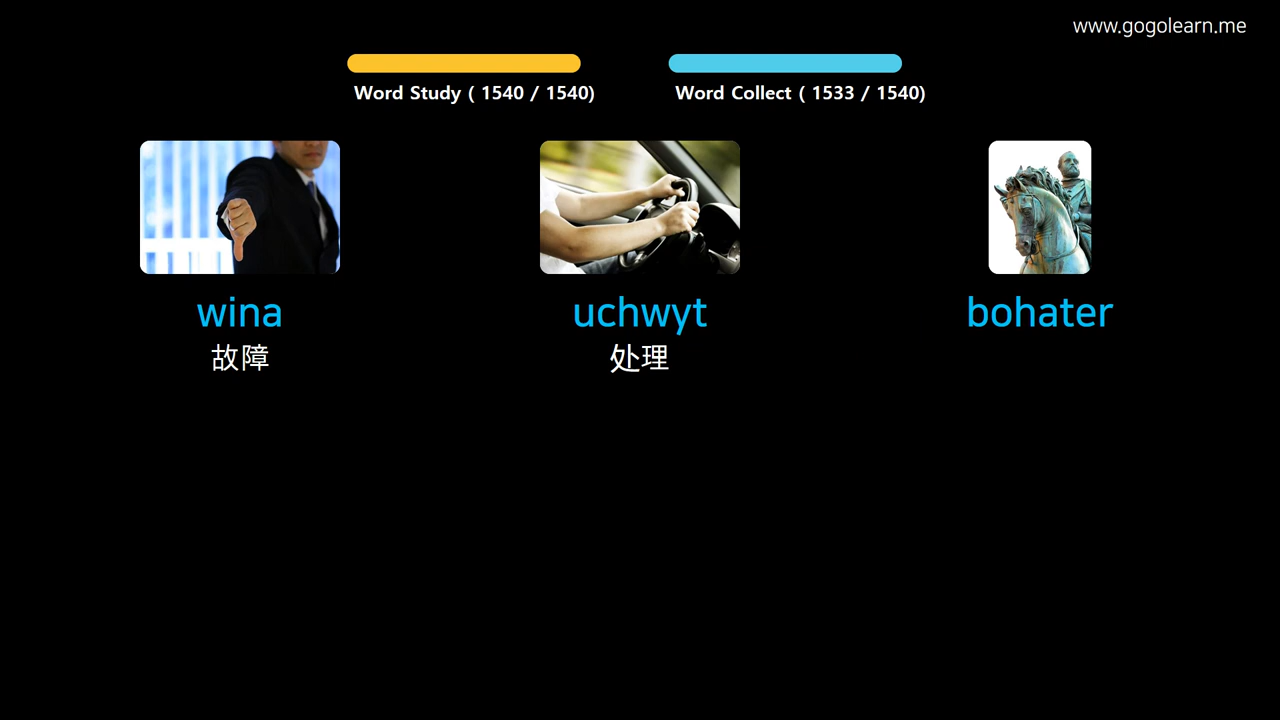 www.gogolearn.me
Word Study ( 1540 / 1540)
Word Collect ( 1533 / 1540)
wina
uchwyt
bohater
故障
处理